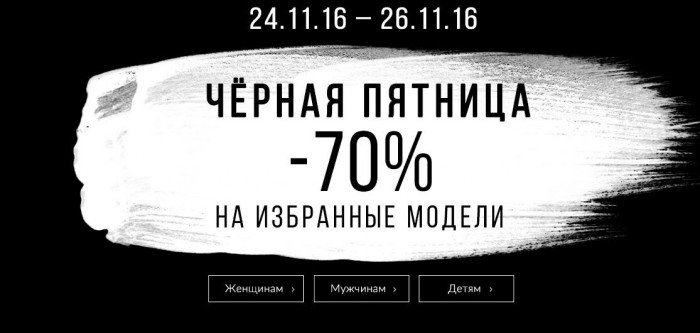 24.11.16 – 26.11.16
ЧЁРНАЯ ПЯТНИЦА
-70%
НА ИЗБРАННЫЕ МОДЕЛИ
Женщинам ›
Мужчинам ›
Детям ›